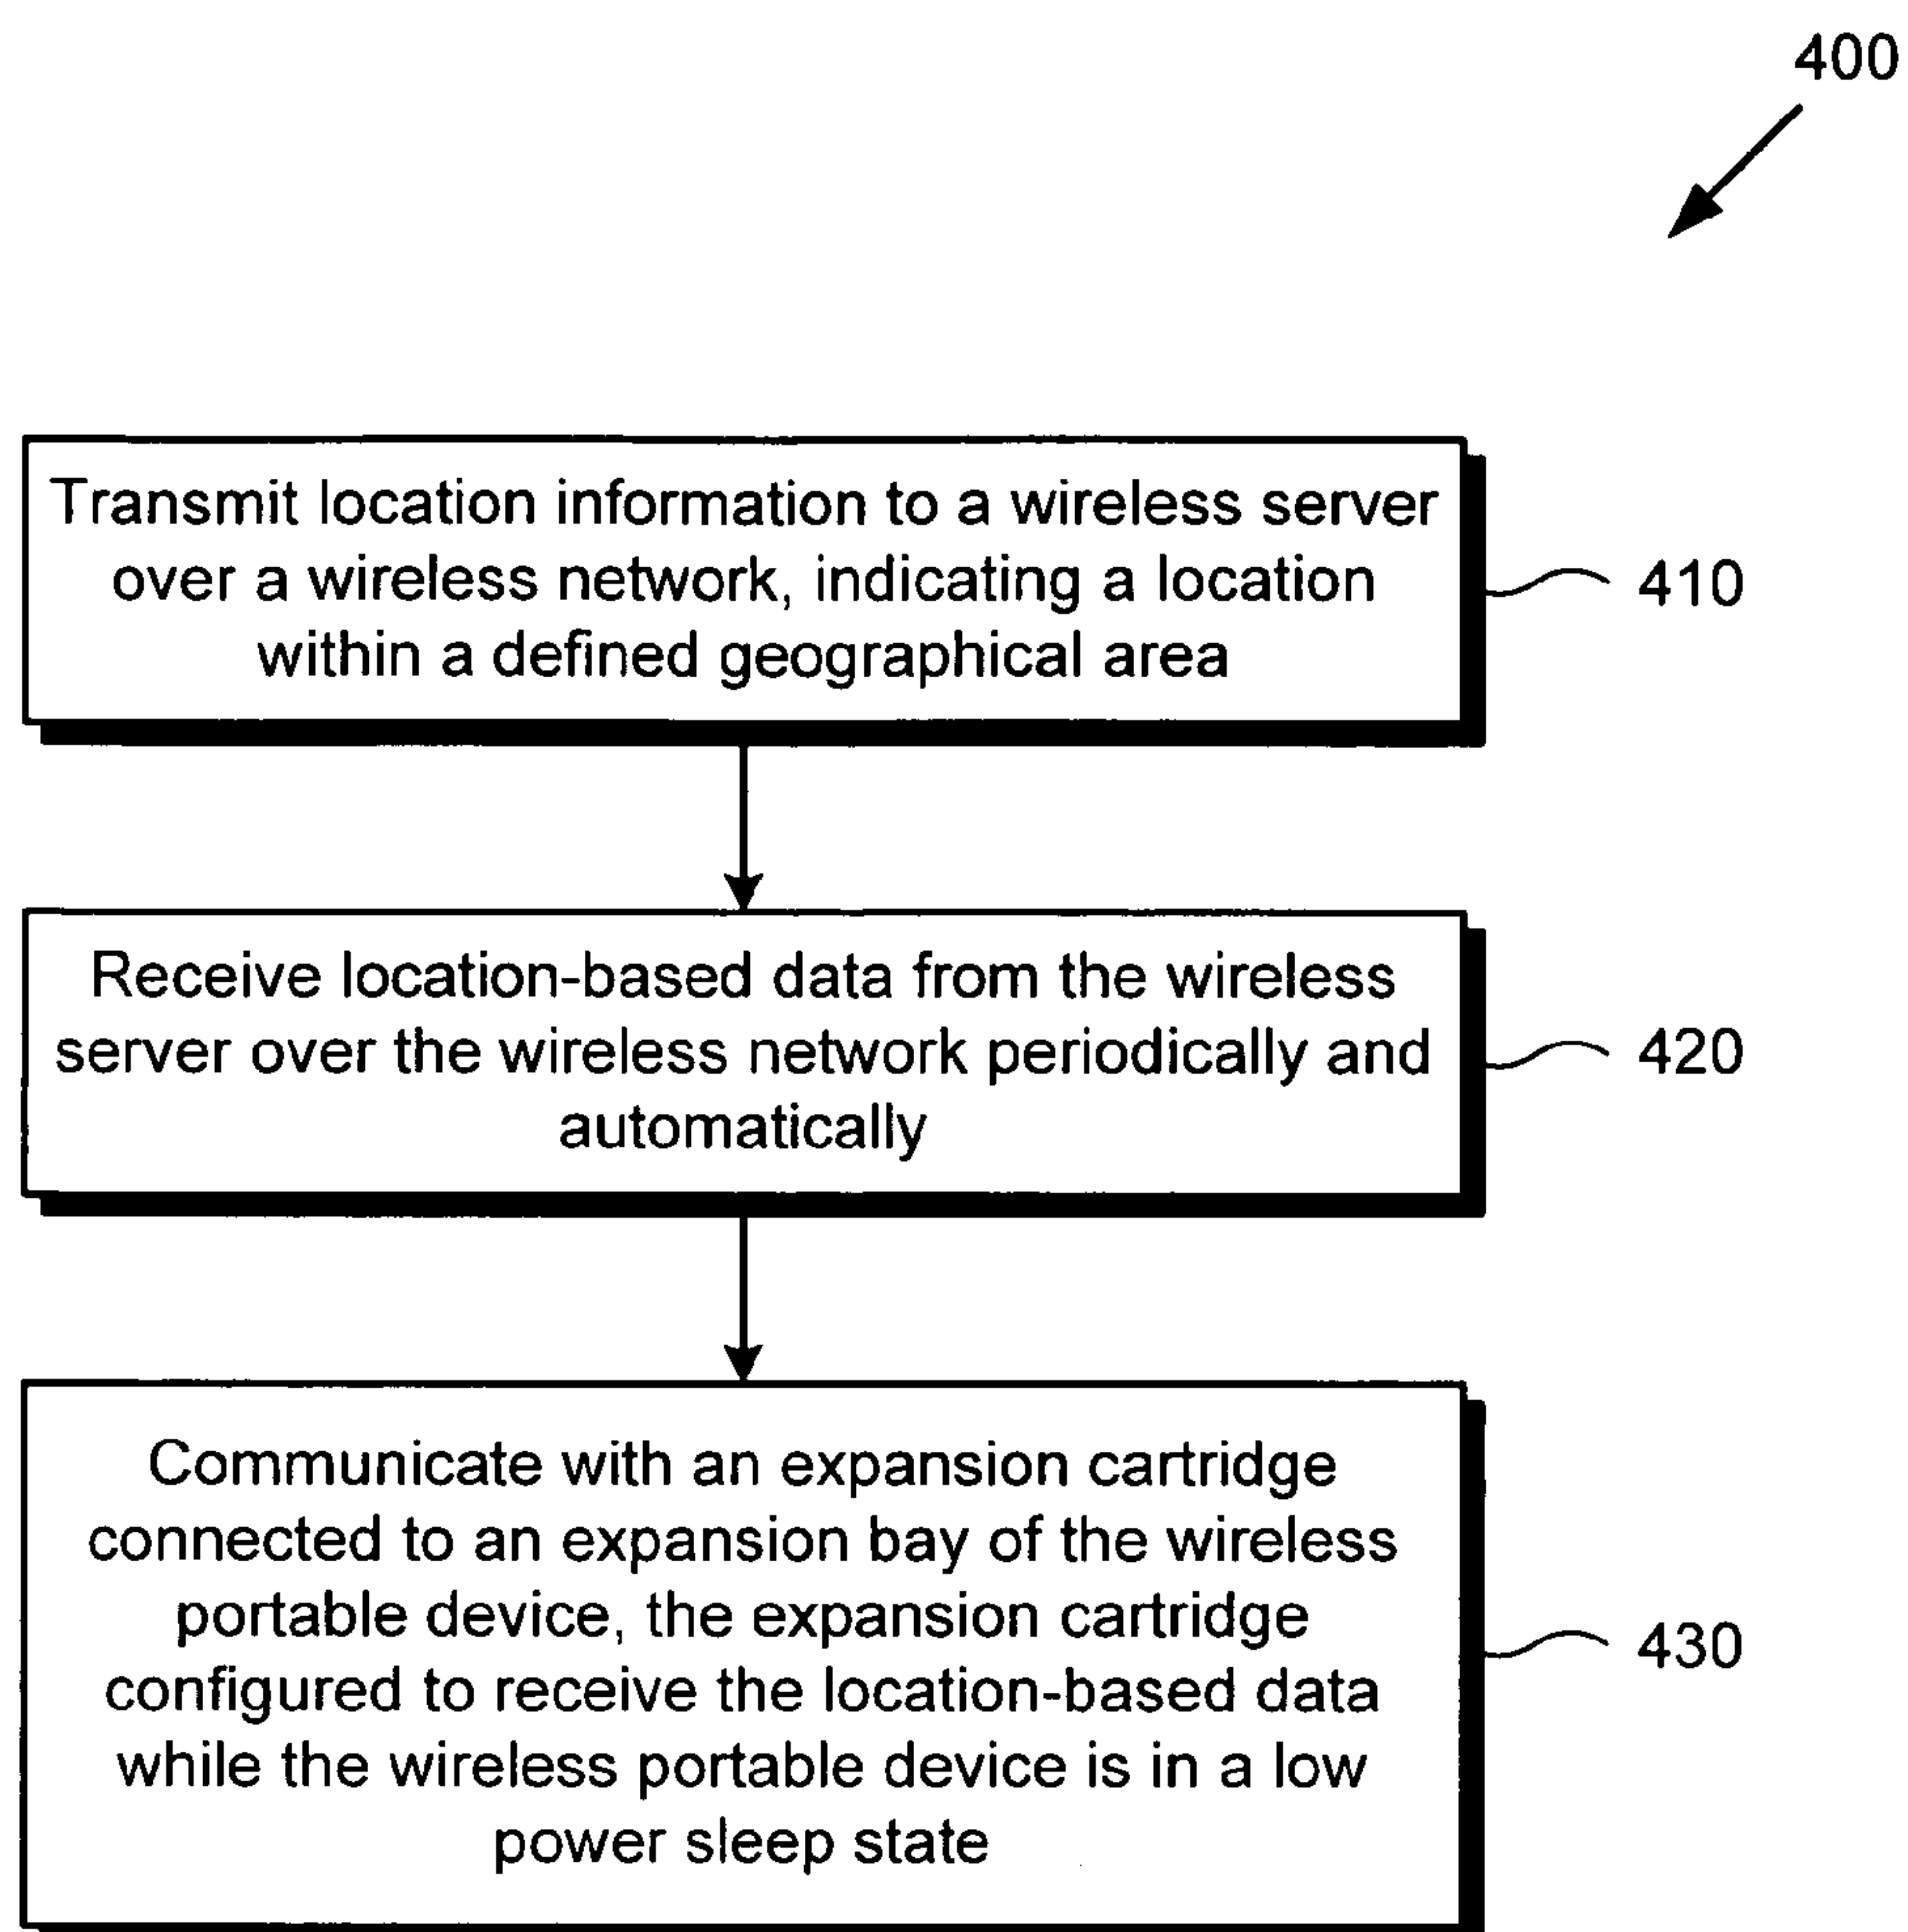 400
Transmit location information to a wireless server
over a wireless network, indicating a location
within a defined geographical area
410
Receive location-based data from the wireless
server over the wireless network periodically and
automatically
420
Communicate with an expansion cartridge
connected to an expansion bay of the wireless
portable device, the expansion cartridge
configured to receive the location-based data
while the wireless portable device is in a low
power sleep state
430